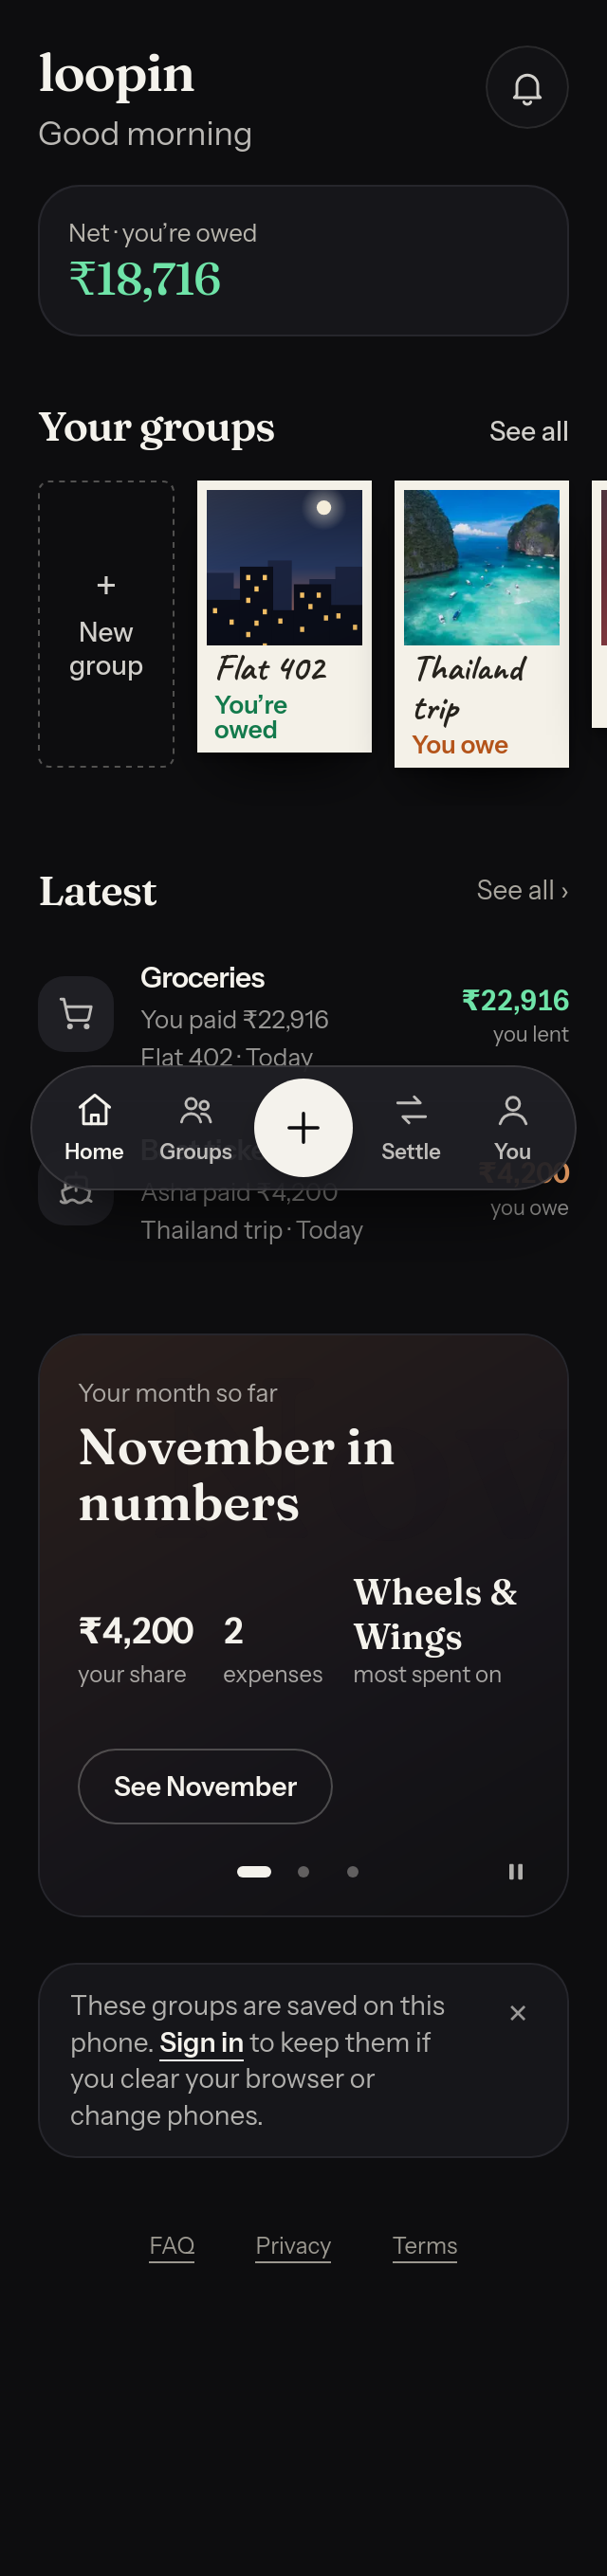 loopin
Good morning
Net · you’re owed
₹18,716
Your groups
See all
+
New
group
Flat 402
You’re
owed
Thailand
trip
You owe
Latest
See all ›
Groceries
You paid ₹22,916
Flat 402 · Today
₹22,916
you lent
Home
Groups
Settle
You
Asha paid ₹4,200
Thailand trip · Today
₹4,200
you owe
Your month so far
November in
numbers
₹4,200
your share
2
expenses
Wheels &
Wings
most spent on
See November
These groups are saved on this
phone. Sign in to keep them if
you clear your browser or
change phones.
FAQ
Privacy
Terms